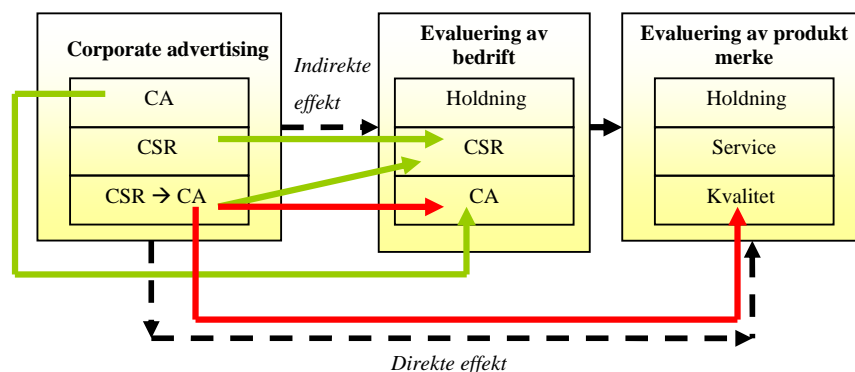 Corporate advertising
CA
CSR
CSR → CA
Indirekte
effekt
Evaluering av
bedrift
Holdning
CSR
CA
Evaluering av produkt
merke
Holdning
Service
Kvalitet
Direkte effekt